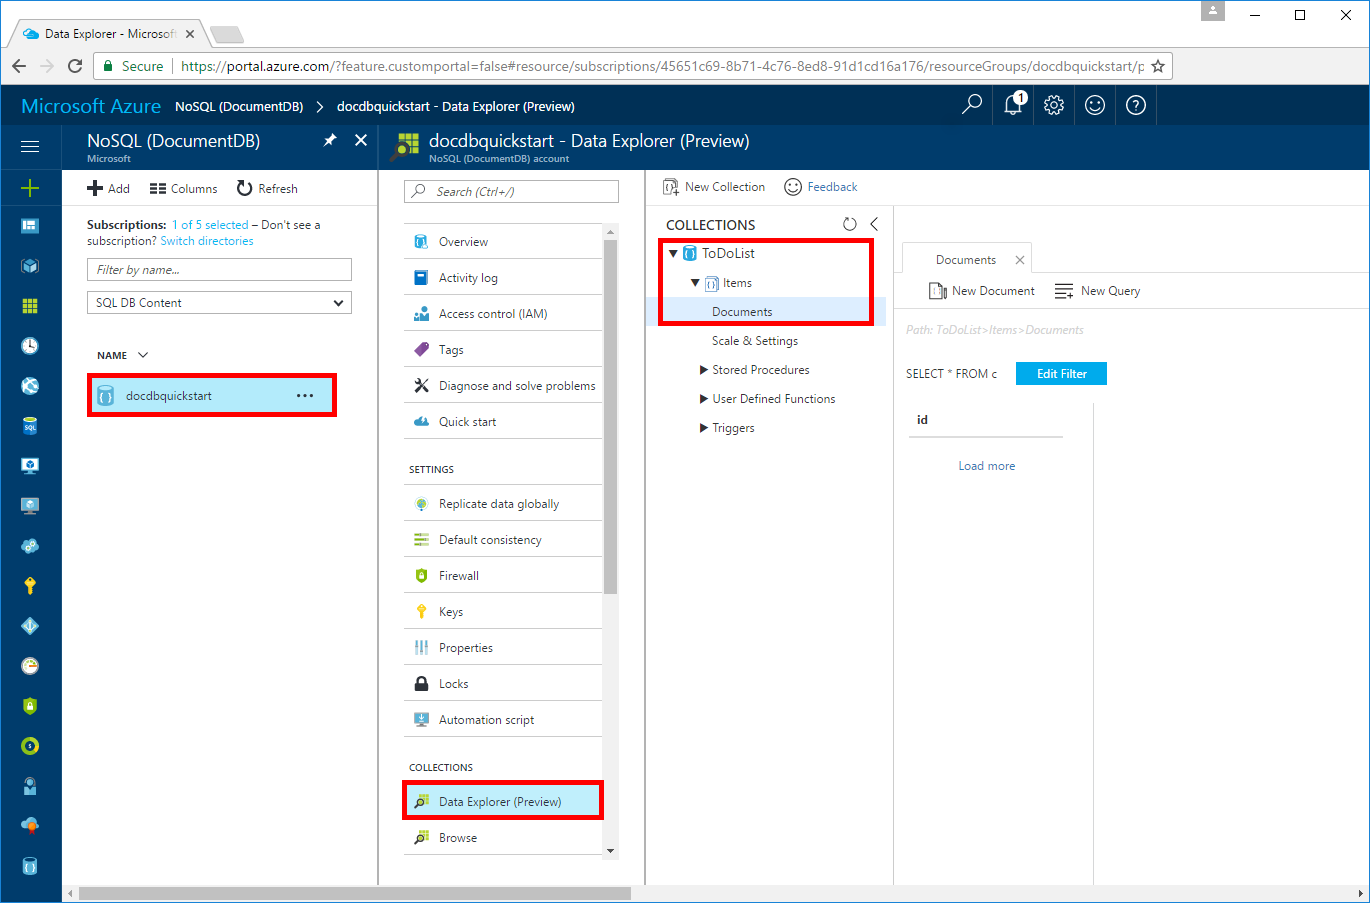 Data Explorer - Microsoft
Secure https://portal.azure.com/?feature.customportal=false#resource/subscriptions/45651c69-8b71-4c76-8ed8-91d1cd16a176/resourceGroups/docdbquickstart/p
Microsoft Azure NoSQL (DocumentDB) > docdbquickstart - Data Explorer (Preview) 1
NoSQL (DocumentDB)
Microsoft
Add Columns Refresh
Subscriptions: 1 of 5 selected – Don't see a
subscription? Switch directories
Filter by name...
SQL DB Content
NAME
docdbquickstart ...
docdbquickstart - Data Explorer (Preview)
NoSQL (DocumentDB) account
Search (Ctrl+/)
Overview
Activity log
Access control (IAM)
Tags
Diagnose and solve problems
Quick start
SETTINGS
Replicate data globally
Default consistency
Firewall
Keys
Properties
Locks
Automation script
COLLECTIONS
Data Explorer (Preview)
Browse
New Collection Feedback
COLLECTIONS
ToDoList
Items
Documents
Scale & Settings
Stored Procedures
User Defined Functions
Triggers
Documents
New Document New Query
Path: ToDoList>Items>Documents
SELECT * FROM c Edit Filter
id
Load more
SQL